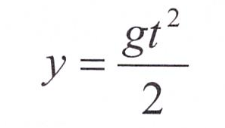 y = gt²/2